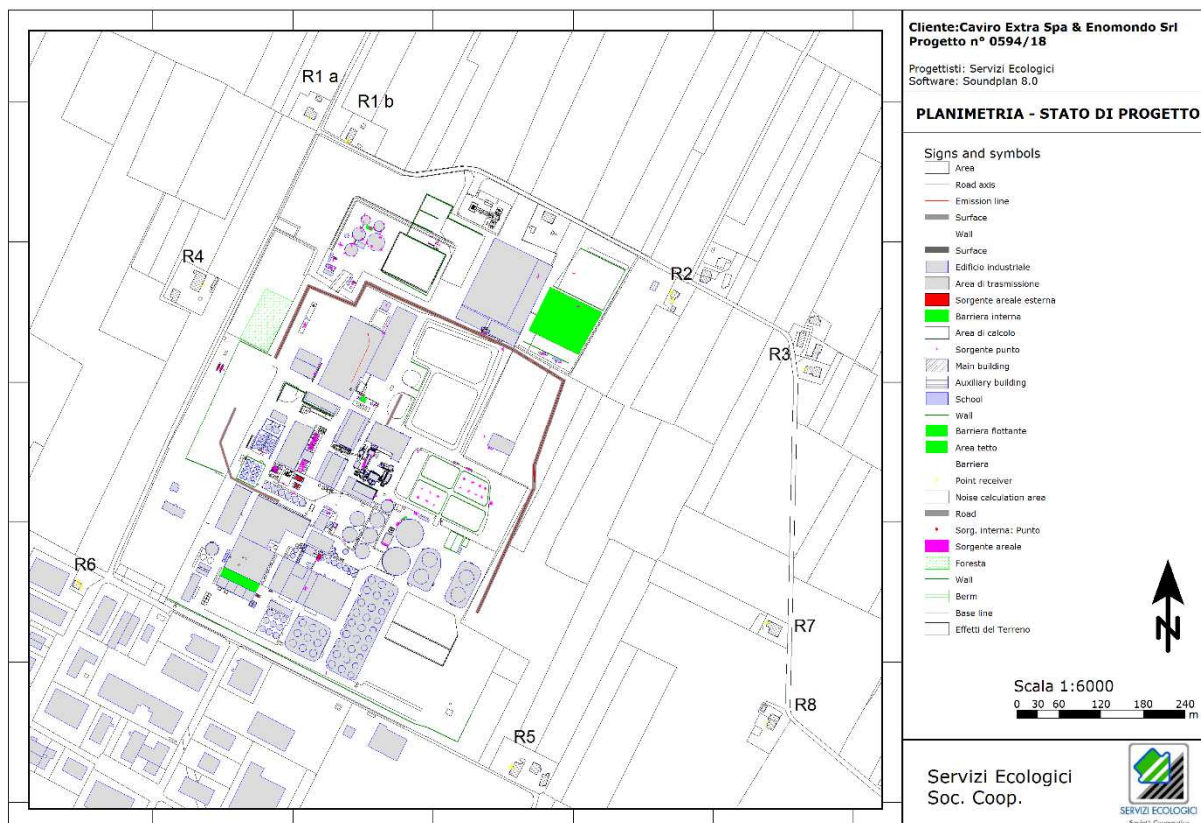 R1 a
R1 b
R4
R2
R3
R6
R7
R8
R5
Cliente:Caviro Extra Spa & Enomondo Srl
Progetto n° 0594/18
Progettisti: Servizi Ecologici
Software: Soundplan 8.0
PLANIMETRIA - STATO DI PROGETTO
Signs and symbols
Area
Road axis
Emission line
Surface
Wall
Surface
Edificio industriale
Area di trasmissione
Sorgente areale esterna
Barriera interna
Area di calcolo
Sorgente punto
Main building
Auxiliary building
School
Wall
Barriera flottante
Area tetto
Barriera
Point receiver
Noise calculation area
Road
Sorg. interna: Punto
Sorgente areale
Foresta
Wall
Berm
Base line
Effetti del Terreno
N
Scala 1:6000
0 30 60 120 180 240
m
Servizi Ecologici
Soc. Coop.
SERVIZI ECOLOGICI
Società Cooperativa